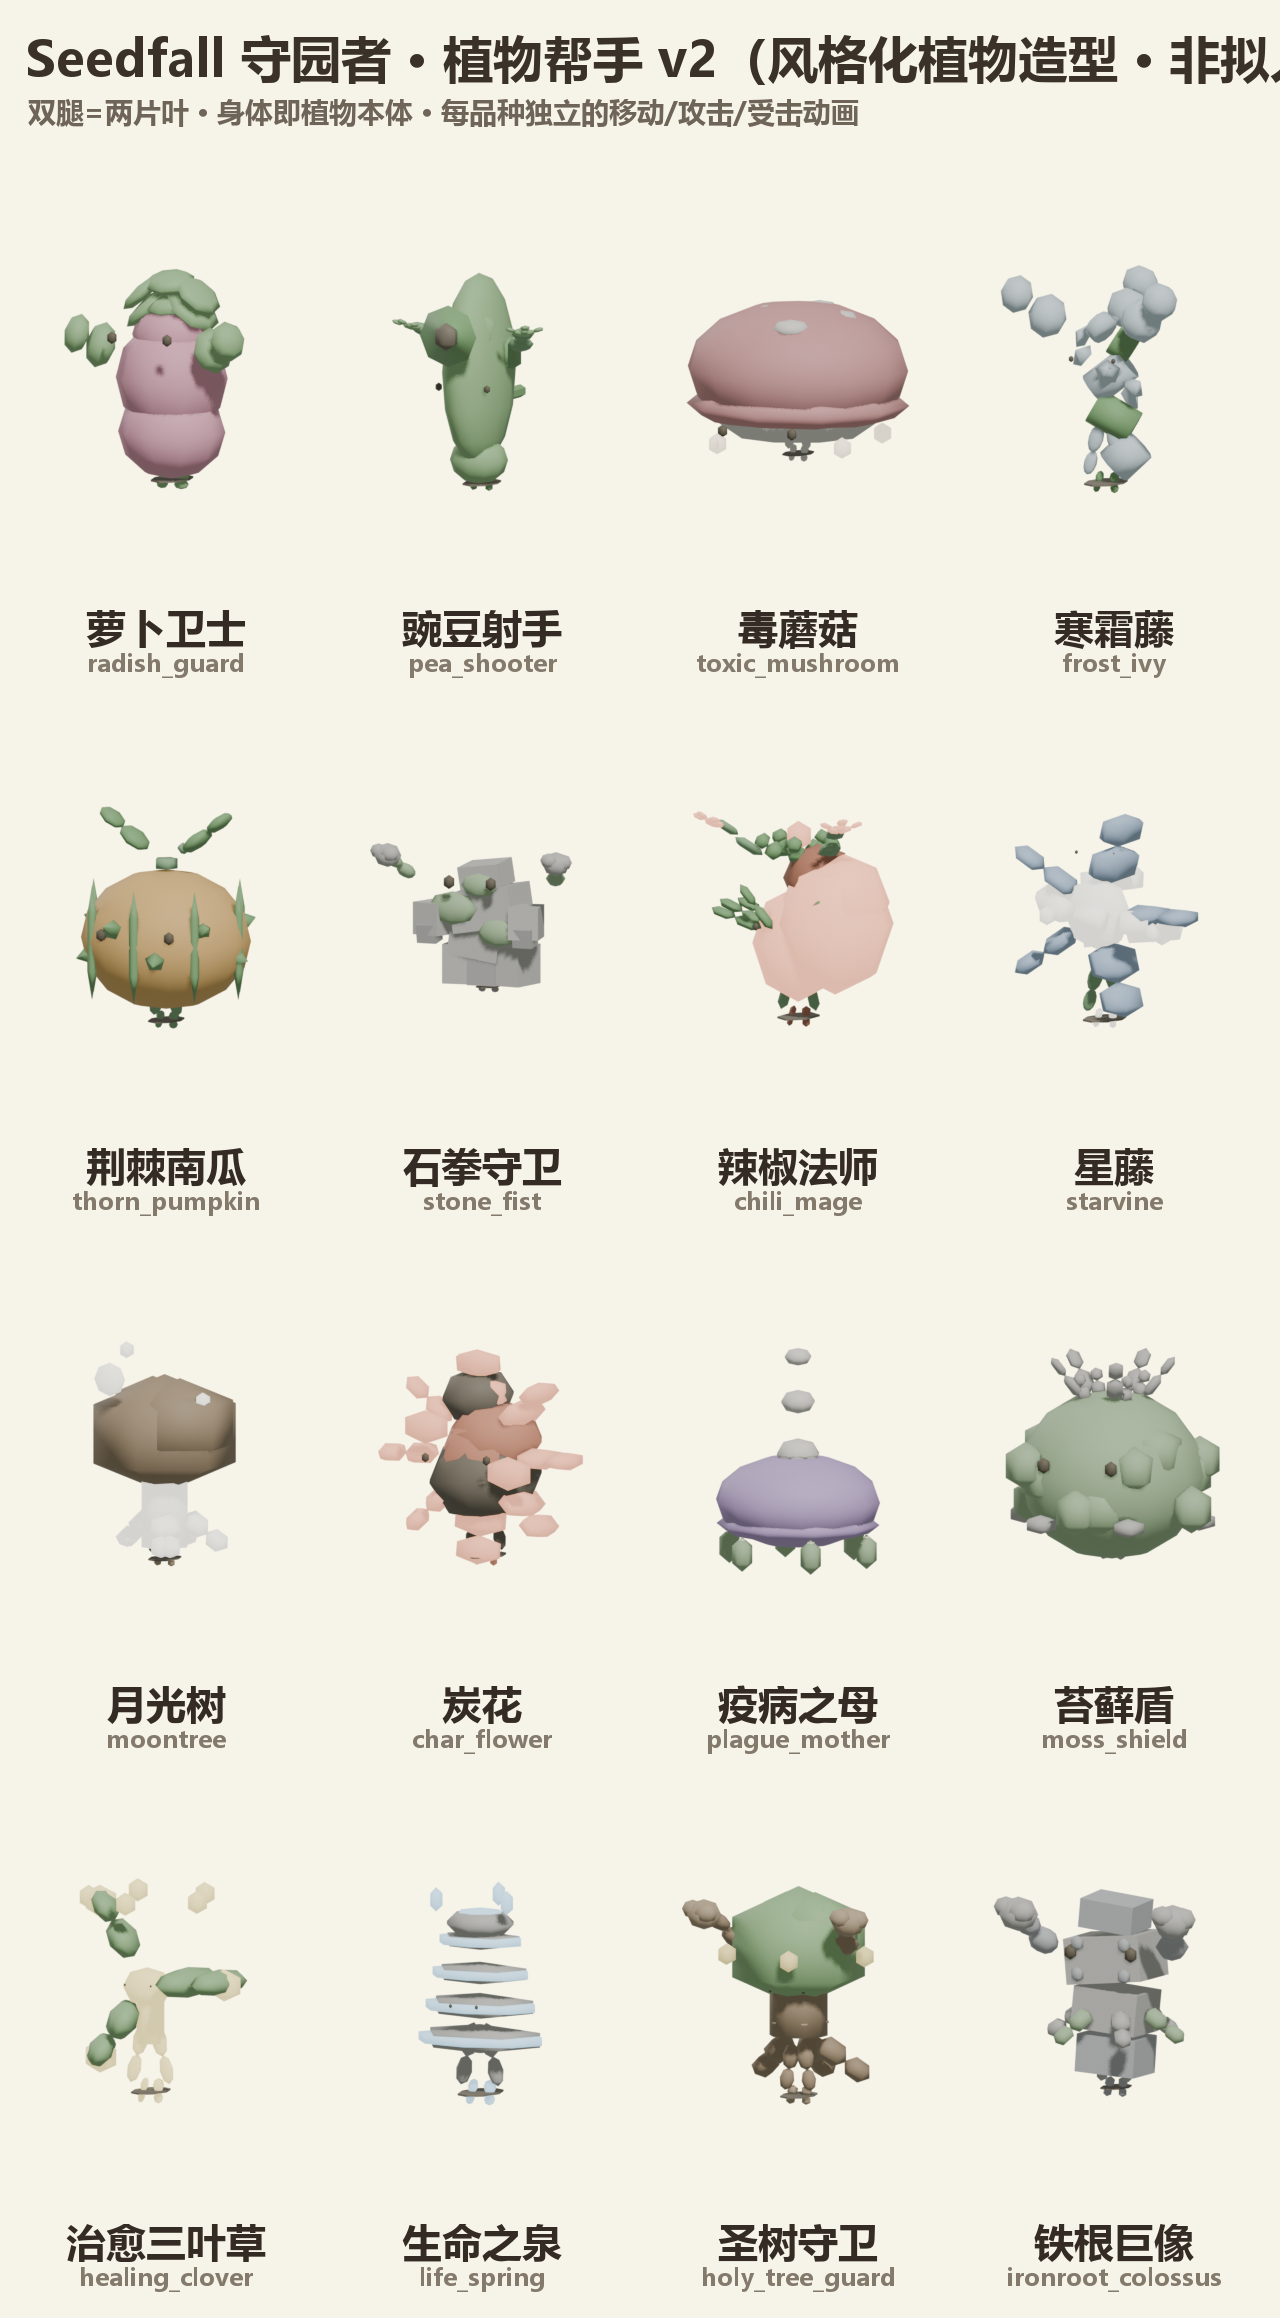 Seedfall 守园者 • 植物帮手 v2（风格化植物造型 • 非拟
双腿=两片叶 • 身体即植物本体 • 每品种独立的移动/攻击/受击动画
萝卜卫士
radish_guard
豌豆射手
pea_shooter
毒蘑菇
toxic_mushroom
寒霜藤
frost_ivy
荆棘南瓜
thorn_pumpkin
石拳守卫
stone_fist
辣椒法师
chili_mage
星藤
starvine
月光树
moontree
炭花
char_flower
疫病之母
plague_mother
苔藓盾
moss_shield
治愈三叶草
healing_clover
生命之泉
life_spring
圣树守卫
holy_tree_guard
铁根巨像
ironroot_colossus